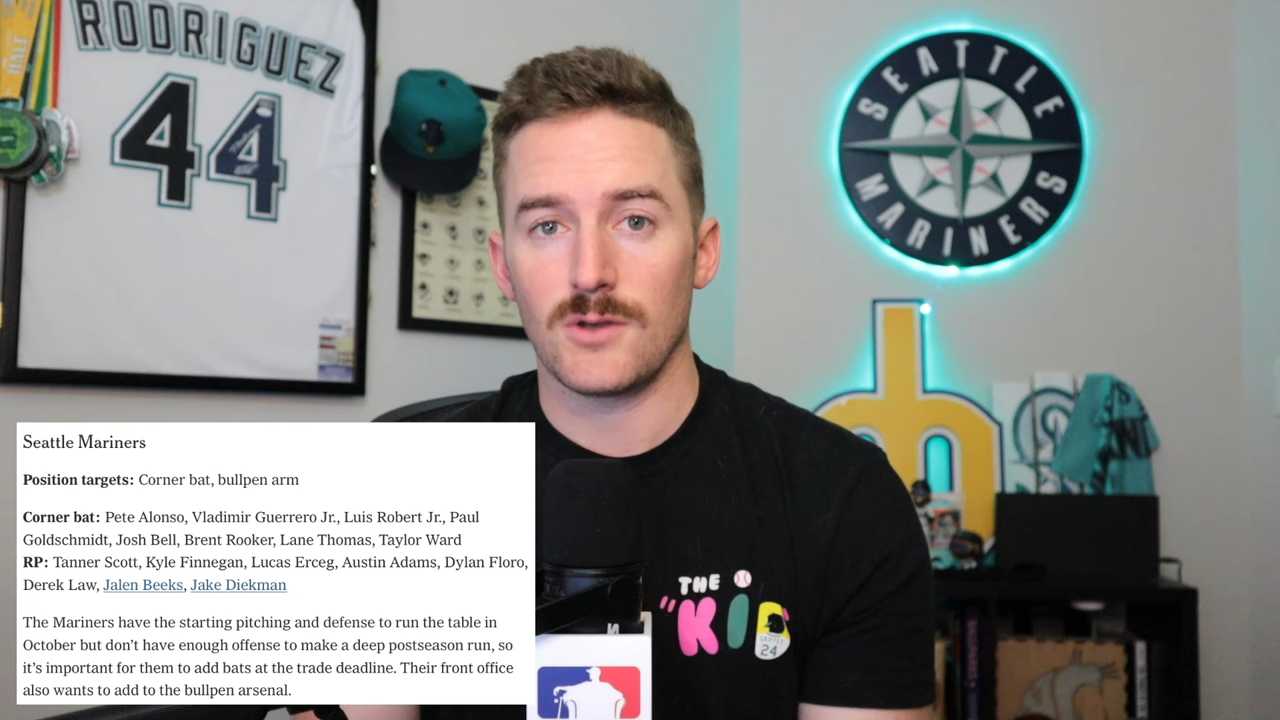 RODRIGUEZ
44
HALF
SEATTLE
MARINERS
THE
"KID"
24
Seattle Mariners
Position targets: Corner bat, bullpen arm
Corner bat: Pete Alonso, Vladimir Guerrero Jr., Luis Robert Jr., Paul
Goldschmidt, Josh Bell, Brent Rooker, Lane Thomas, Taylor Ward
RP: Tanner Scott, Kyle Finnegan, Lucas Erceg, Austin Adams, Dylan Floro,
Derek Law, Jalen Beeks, Jake Diekman
The Mariners have the starting pitching and defense to run the table in
October but don't have enough offense to make a deep postseason run, so
it's important for them to add bats at the trade deadline. Their front office
also wants to add to the bullpen arsenal.